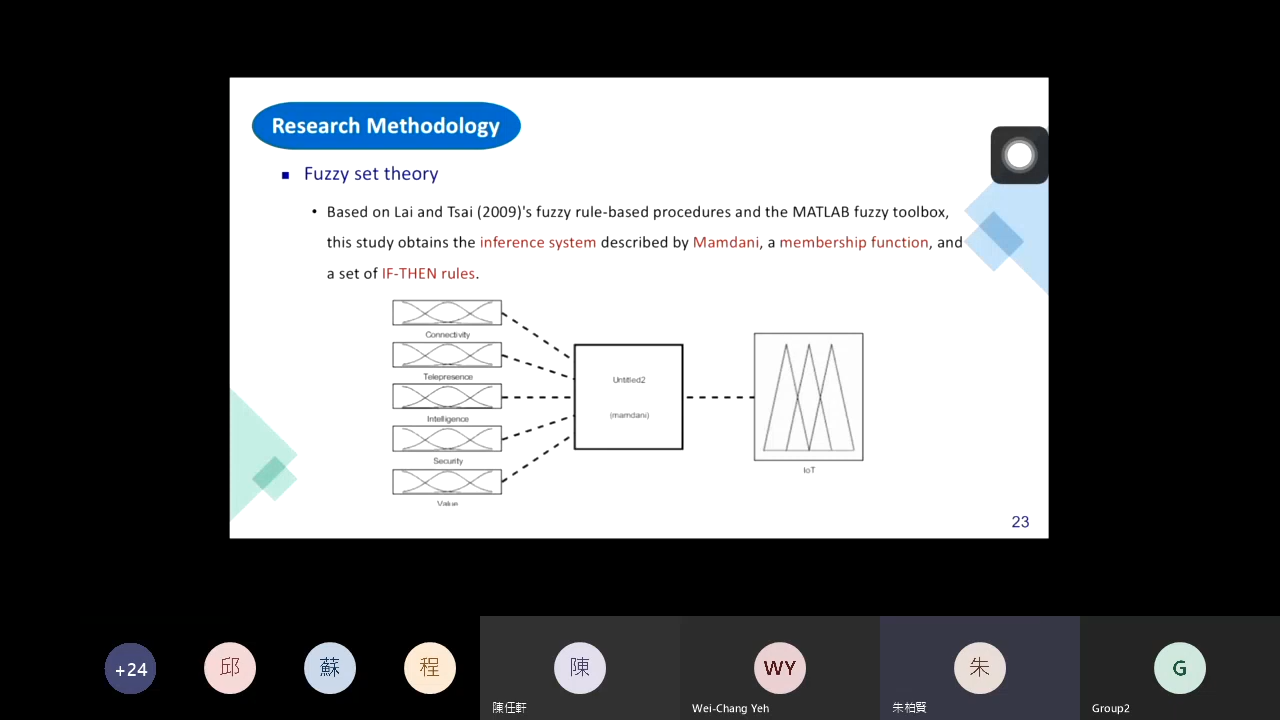 Research Methodology
Fuzzy set theory
• Based on Lai and Tsai (2009)'s fuzzy rule-based procedures and the MATLAB fuzzy toolbox,
this study obtains the inference system described by Mamdani, a membership function, and
a set of IF-THEN rules.
Connectivity
Telepresence
Intelligence
Security
Value
Untitled2
(mamdani)
IoT
23
+24
邱
蘇
程
陳
陳任軒
WY
Wei-Chang Yeh
朱
朱柏賢
G
Group2